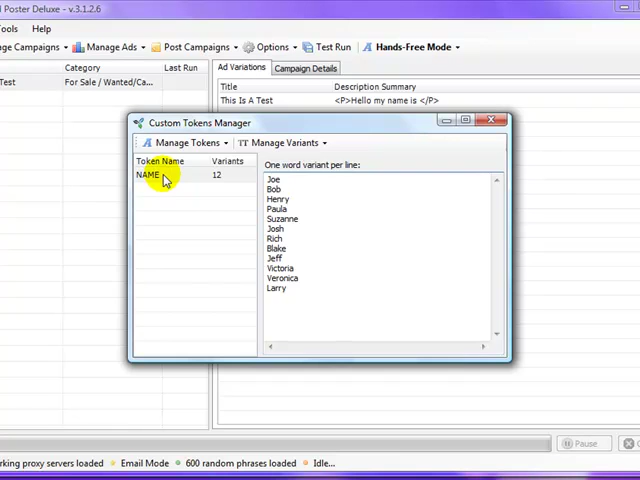 Poster Deluxe - v.3.1.2.6
Tools Help
Campaigns Manage Ads Post Campaigns Options Test Run Hands-Free Mode
Category Last Run
Test For Sale / Wanted/Ca...
Ad Variations Campaign Details
Title Description Summary
This Is A Test <P>Hello my name is </P>
Custom Tokens Manager
Manage Tokens Manage Variants
Token Name Variants
NAME 12
One word variant per line:
Joe
Bob
Henry
Paula
Suzanne
Josh
Rich
Blake
Jeff
Victoria
Veronica
Larry
Pause
proxy servers loaded Email Mode 600 random phrases loaded Idle...